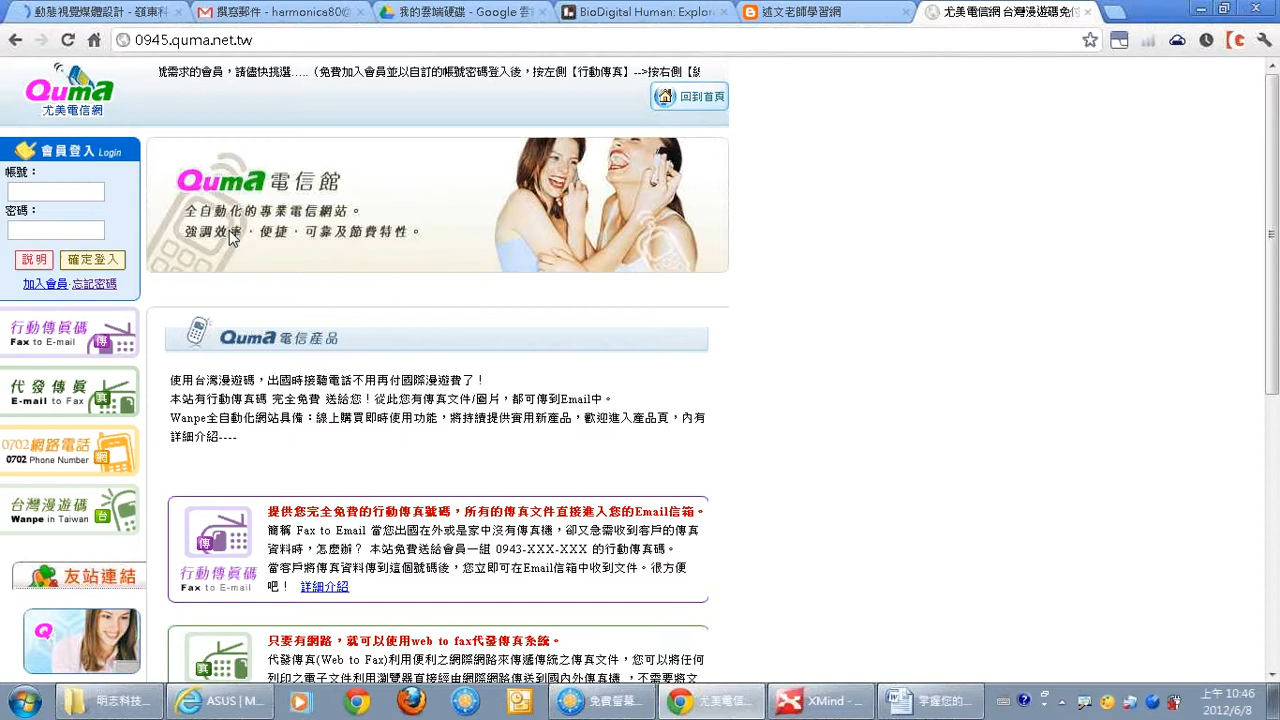 動態視覺媒體設計 - 嶺東科
撰寫郵件 - harmonica80@
我的雲端硬碟 - Google 雲
BioDigital Human: Explor
述文老師學習網
尤美電信網 台灣漫遊碼免
0945.quma.net.tw
號需求的會員，請儘快挑選.....（免費加入會員並以自訂的帳號密碼登入後，按左側【行動傳真】-->按右側【
Quma
尤美電信網
回到首頁
會員登入 Login
帳號：
密碼：
說明
確定登入
加入會員.忘記密碼
Quma電信館
全自動化的專業電信網站。
強調效率．便捷．可靠及節費特性。
行動傳真碼
Fax to E-mail
傳
代發傳真
E-mail to Fax
真
0702網路電話
0702 Phone Number
網
台灣漫遊碼
Wanpe in Taiwan
台
友站連結
Q
Quma電信產品
使用台灣漫遊碼，出國時接聽電話不用再付國際漫遊費了！
本站有行動傳真碼 完全免費 送給您！從此您有傳真文件/圖片，都可傳到Email中。
Wanpe全自動化網站具備：線上購買即時使用功能，將持續提供實用新產品，歡迎進入產品頁，內有
詳細介紹----
傳
行動傳真碼
Fax to E-mail
提供您完全免費的行動傳真號碼，所有的傳真文件直接進入您的Email信箱。
簡稱 Fax to Email 當您出國在外或是家中沒有傳真機，卻又急需收到客戶的傳真
資料時，怎麼辦？ 本站免費送給會員一組 0943-XXX-XXX 的行動傳真碼。
當客戶將傳真資料傳到這個號碼後，您立即可在Email信箱中收到文件。很方便
吧！ 詳細介紹
真
只要有網路，就可以使用web to fax代發傳真系統。
代發傳真(Web to Fax)利用便利之網際網路來傳遞傳統之傳真文件，您可以將任何
列印之電子文件利用瀏覽器直接經由網際網路傳送到國內外傳真機 ，不需要將文
明志科技...
ASUS | M...
免費螢幕...
尤美電信...
XMind - ...
掌握您的...
上午 10:46
2012/6/8